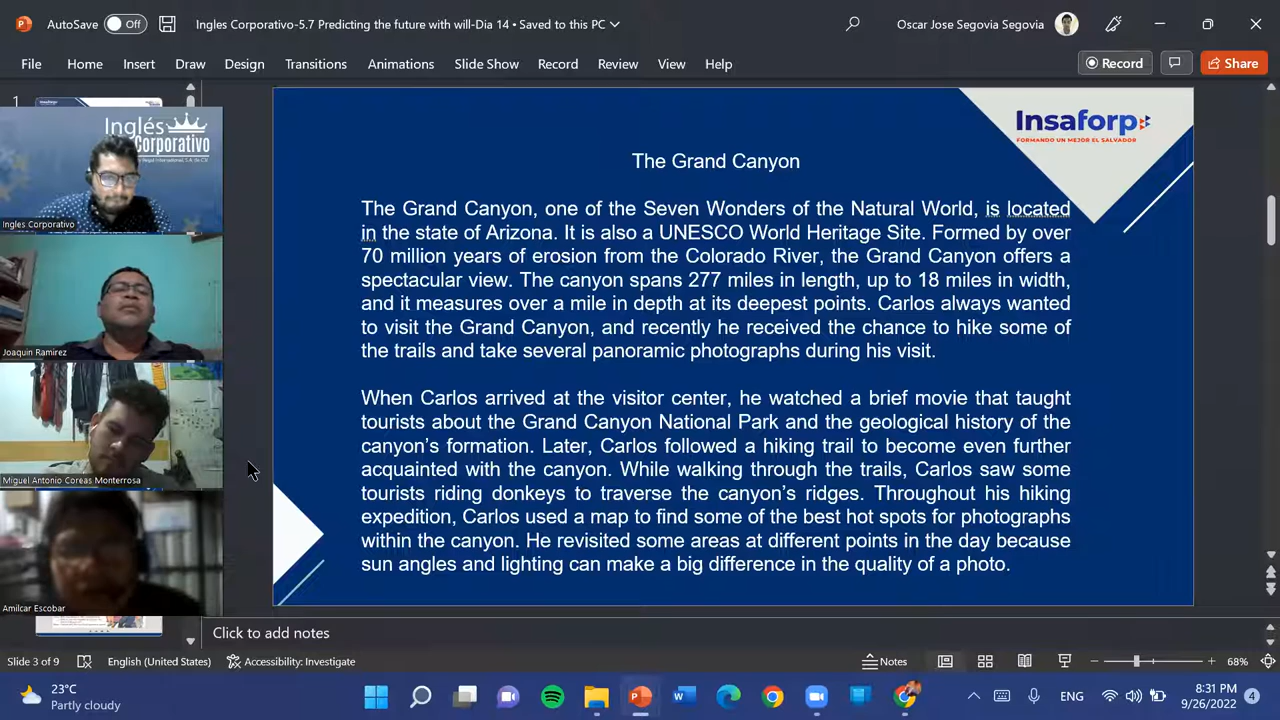 AutoSave Off Ingles Corporativo-5.7 Predicting the future with will-Dia 14 • Saved to this PC Oscar Jose Segovia Segovia
File Home Insert Draw Design Transitions Animations Slide Show Record Review View Help Record Share
1
Inglés
Corporativo
Ingles Corporativo
Joaquin Ramirez
Miguel Antonio Coreas Monterrosa
Amilcar Escobar
Insaforp
FORMANDO UN MEJOR EL SALVADOR
The Grand Canyon
The Grand Canyon, one of the Seven Wonders of the Natural World, is located
in the state of Arizona. It is also a UNESCO World Heritage Site. Formed by over
70 million years of erosion from the Colorado River, the Grand Canyon offers a
spectacular view. The canyon spans 277 miles in length, up to 18 miles in width,
and it measures over a mile in depth at its deepest points. Carlos always wanted
to visit the Grand Canyon, and recently he received the chance to hike some of
the trails and take several panoramic photographs during his visit.
When Carlos arrived at the visitor center, he watched a brief movie that taught
tourists about the Grand Canyon National Park and the geological history of the
canyon's formation. Later, Carlos followed a hiking trail to become even further
acquainted with the canyon. While walking through the trails, Carlos saw some
tourists riding donkeys to traverse the canyon's ridges. Throughout his hiking
expedition, Carlos used a map to find some of the best hot spots for photographs
within the canyon. He revisited some areas at different points in the day because
sun angles and lighting can make a big difference in the quality of a photo.
Click to add notes
Slide 3 of 9 English (United States) Accessibility: Investigate Notes 68%
23°C
Partly cloudy
ENG
8:31 PM
9/26/2022
4